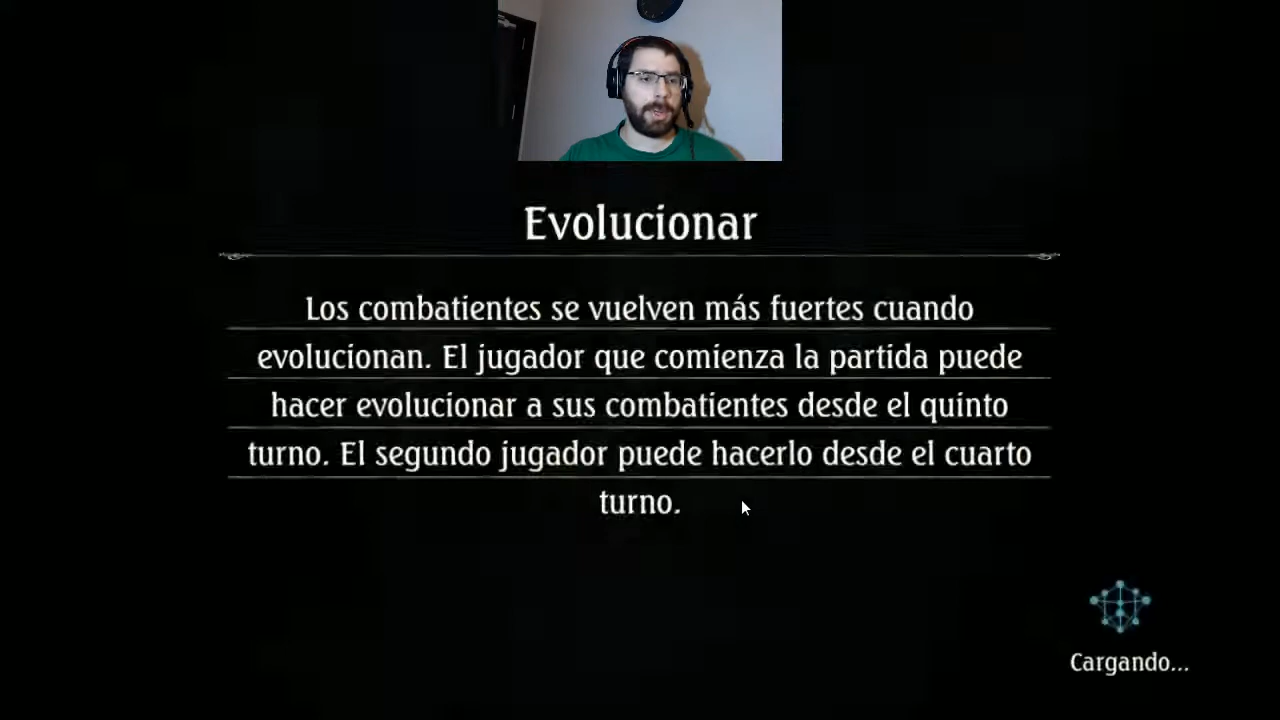 Evolucionar
Los combatientes se vuelven más fuertes cuando
evolucionan. El jugador que comienza la partida puede
hacer evolucionar a sus combatientes desde el quinto
turno. El segundo jugador puede hacerlo desde el cuarto
turno.
Cargando...